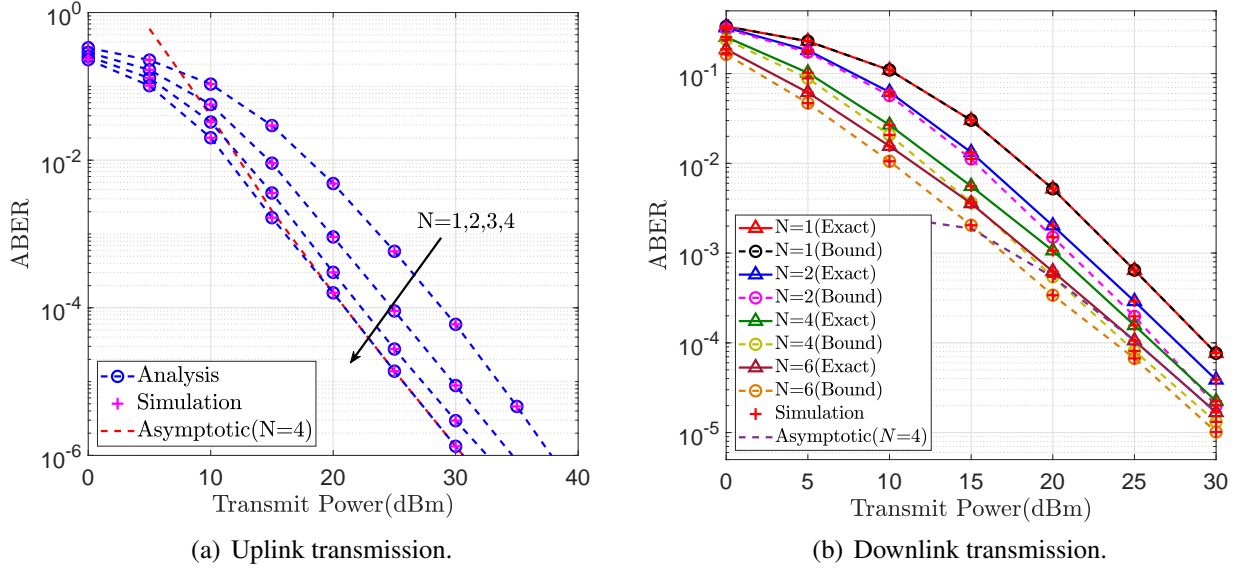 10^0
10^-2
10^-4
10^-6
ABER
N=1,2,3,4
Analysis
Simulation
Asymptotic(N=4)
0 10 20 30 40
Transmit Power(dBm)
(a) Uplink transmission.
10^-1
10^-2
10^-3
10^-4
10^-5
ABER
N=1(Exact)
N=1(Bound)
N=2(Exact)
N=2(Bound)
N=4(Exact)
N=4(Bound)
N=6(Exact)
N=6(Bound)
Simulation
Asymptotic(N=4)
0 5 10 15 20 25 30
Transmit Power(dBm)
(b) Downlink transmission.